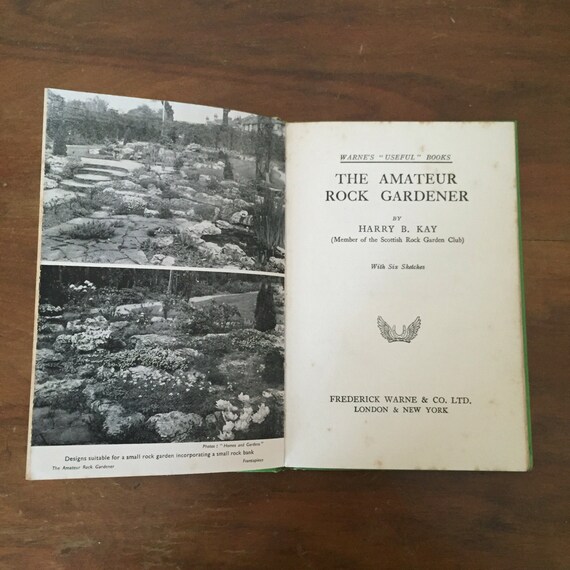 Photos : "Homes and Gardens"
Designs suitable for a small rock garden incorporating a small rock bank
The Amateur Rock Gardener
Frontispiece
WARNE'S "USEFUL" BOOKS
THE AMATEUR
ROCK GARDENER
BY
HARRY B. KAY
(Member of the Scottish Rock Garden Club)
With Six Sketches
FREDERICK WARNE & CO. LTD.
LONDON & NEW YORK